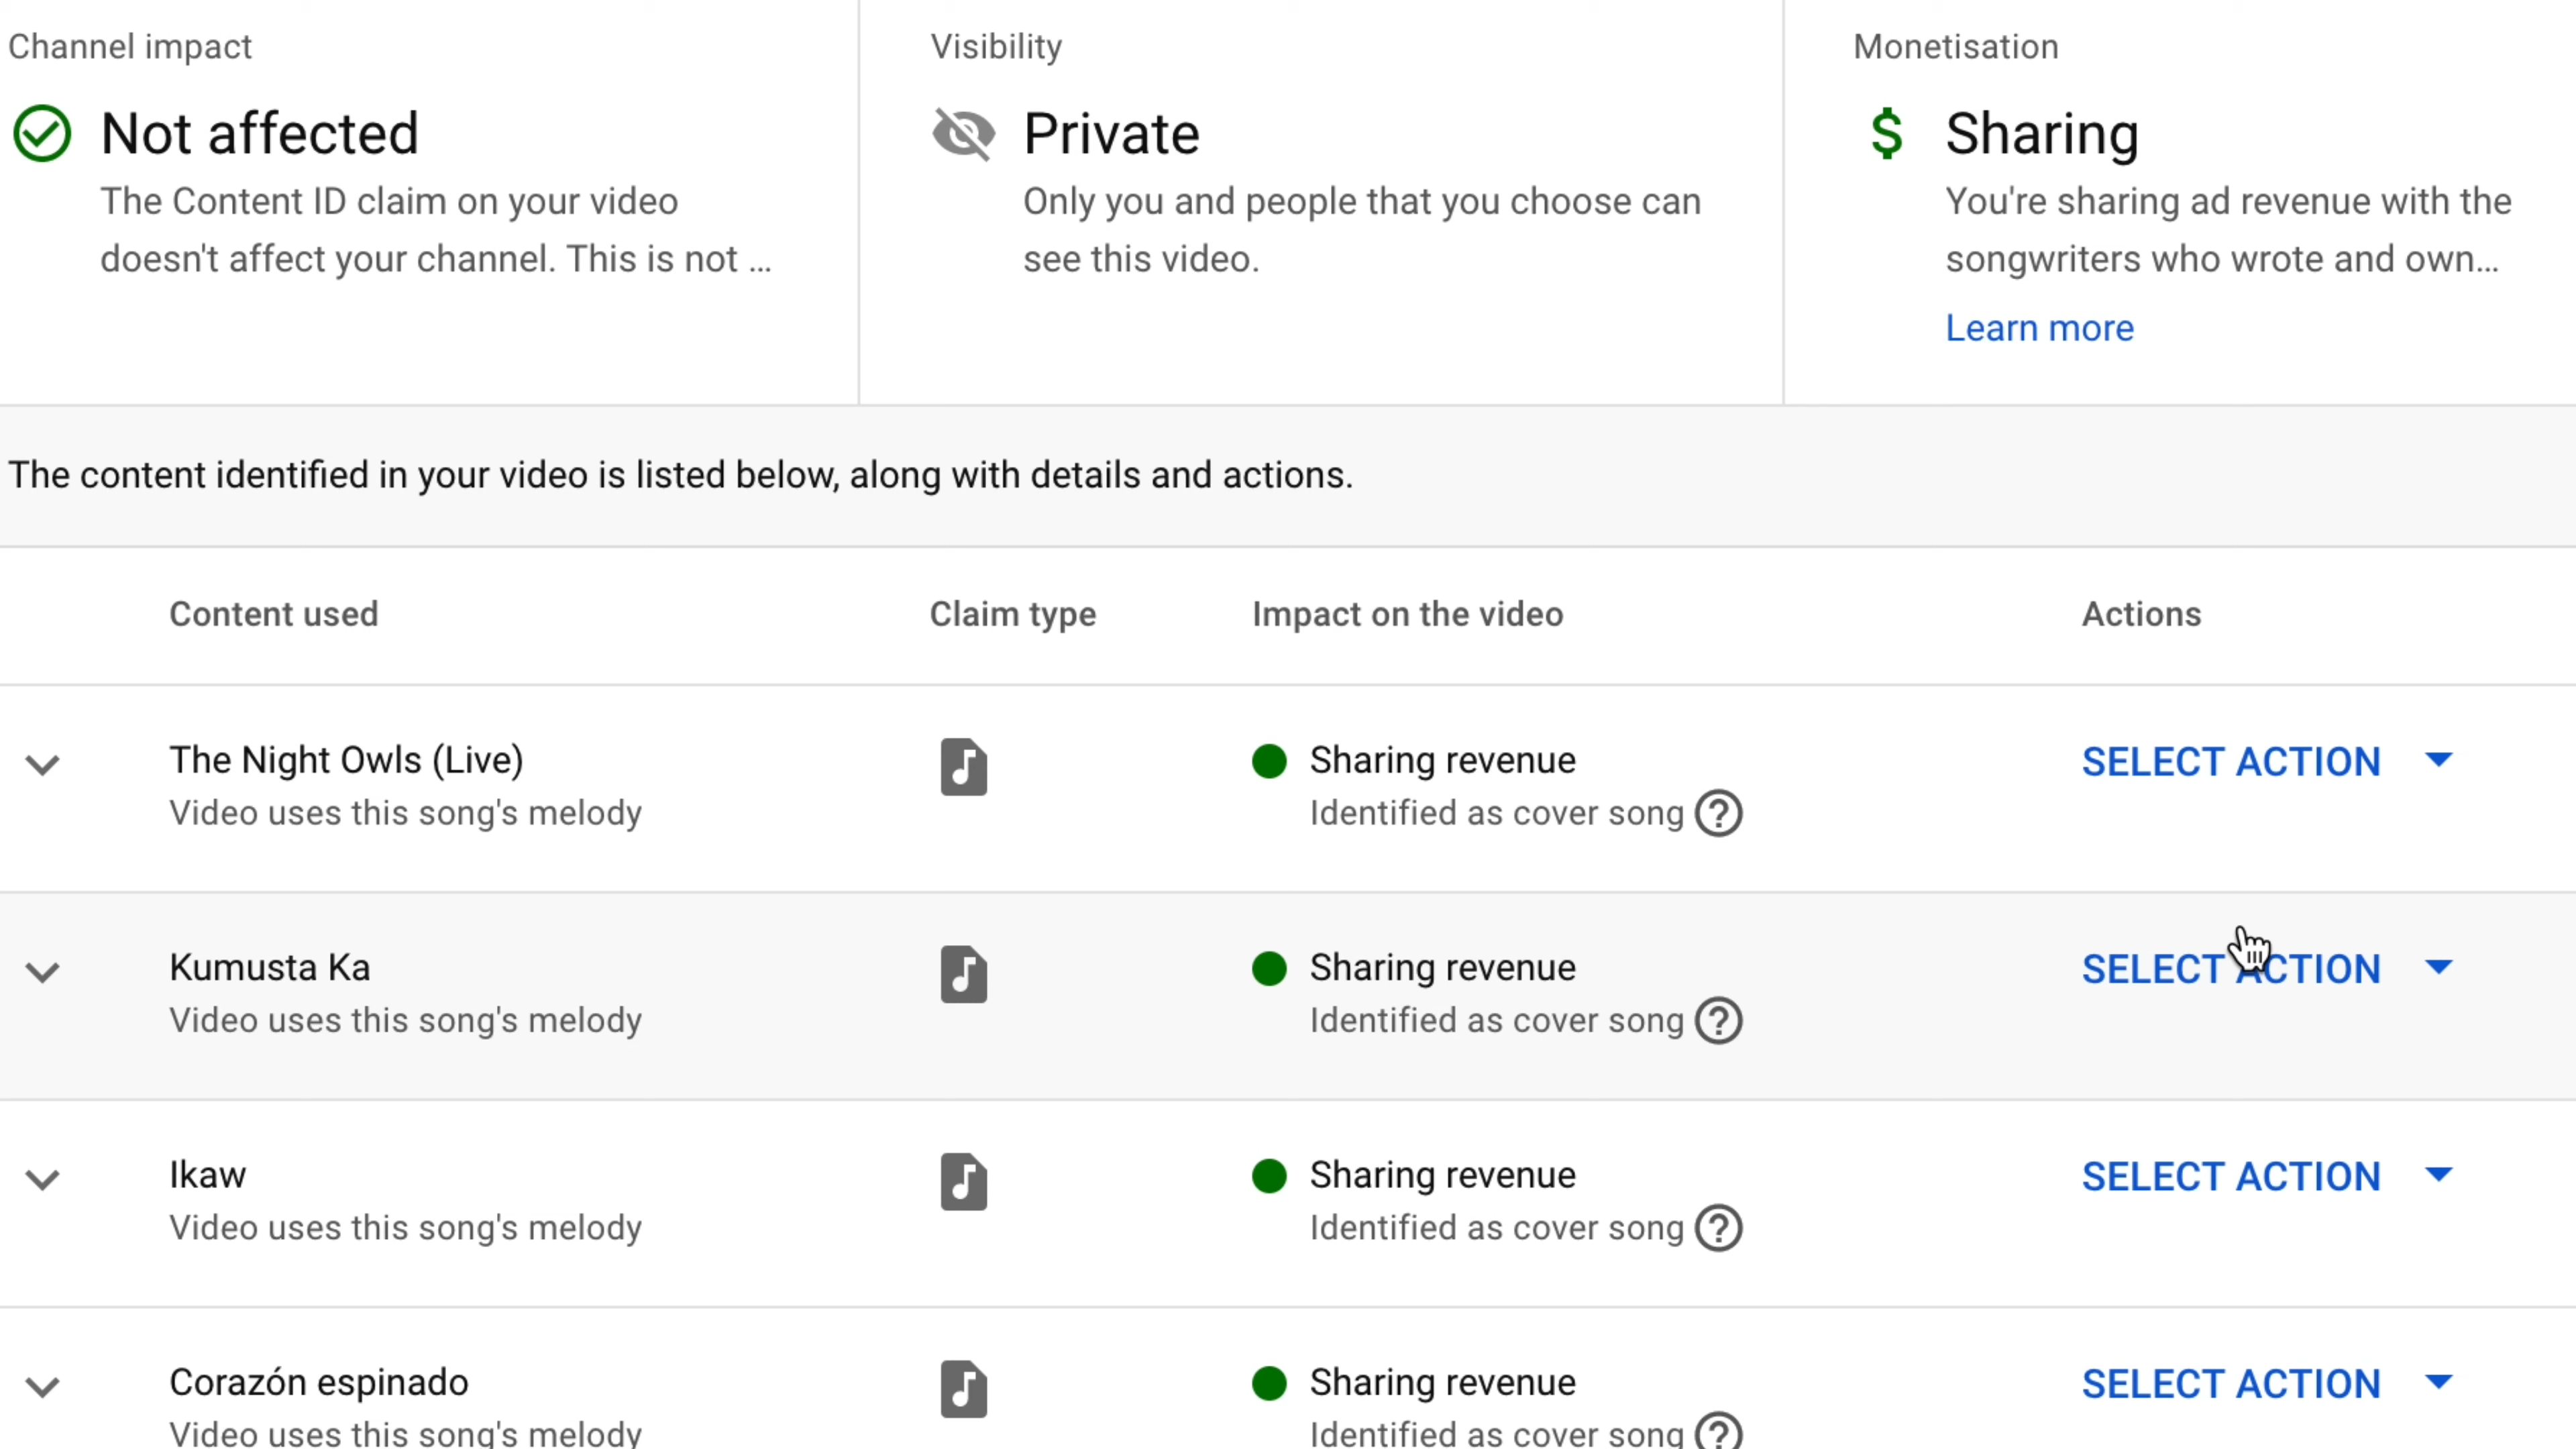 Channel impact
Not affected
The Content ID claim on your video
doesn't affect your channel. This is not ...
Visibility
Private
Only you and people that you choose can
see this video.
Monetisation
$ Sharing
You're sharing ad revenue with the
songwriters who wrote and own...
Learn more
The content identified in your video is listed below, along with details and actions.
Content used Claim type Impact on the video Actions
The Night Owls (Live) Sharing revenue SELECT ACTION
Video uses this song's melody Identified as cover song ?
Kumusta Ka Sharing revenue SELECT ACTION
Video uses this song's melody Identified as cover song ?
Ikaw Sharing revenue SELECT ACTION
Video uses this song's melody Identified as cover song ?
Corazón espinado Sharing revenue SELECT ACTION
Video uses this song's melody Identified as cover song ?